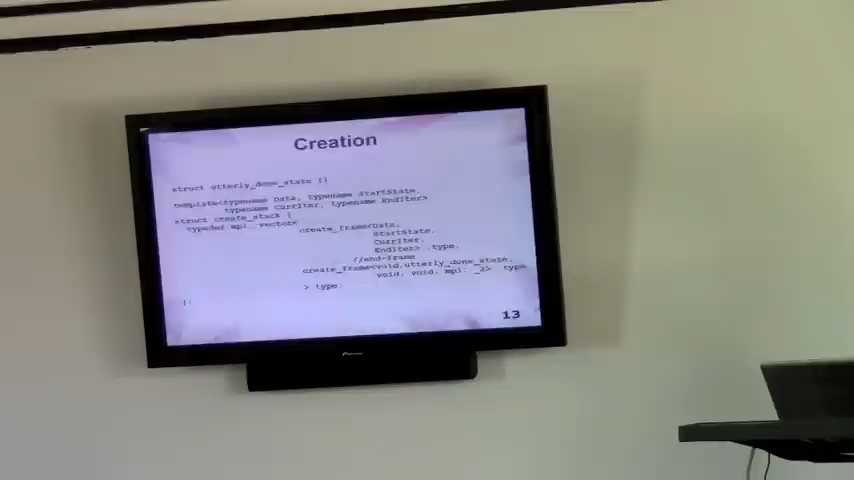 Creation
struct utterly_done_state {}
template<typename Data, typename StartState,
typename CurrIter, typename EndIter>
struct create_stack {
typedef mpl::vector<
create_frame<Data,
StartState,
CurrIter,
EndIter>::type,
//end-frame
create_frame<void,utterly_done_state,
void, void, mpl::_2>::type
> type;
};
13